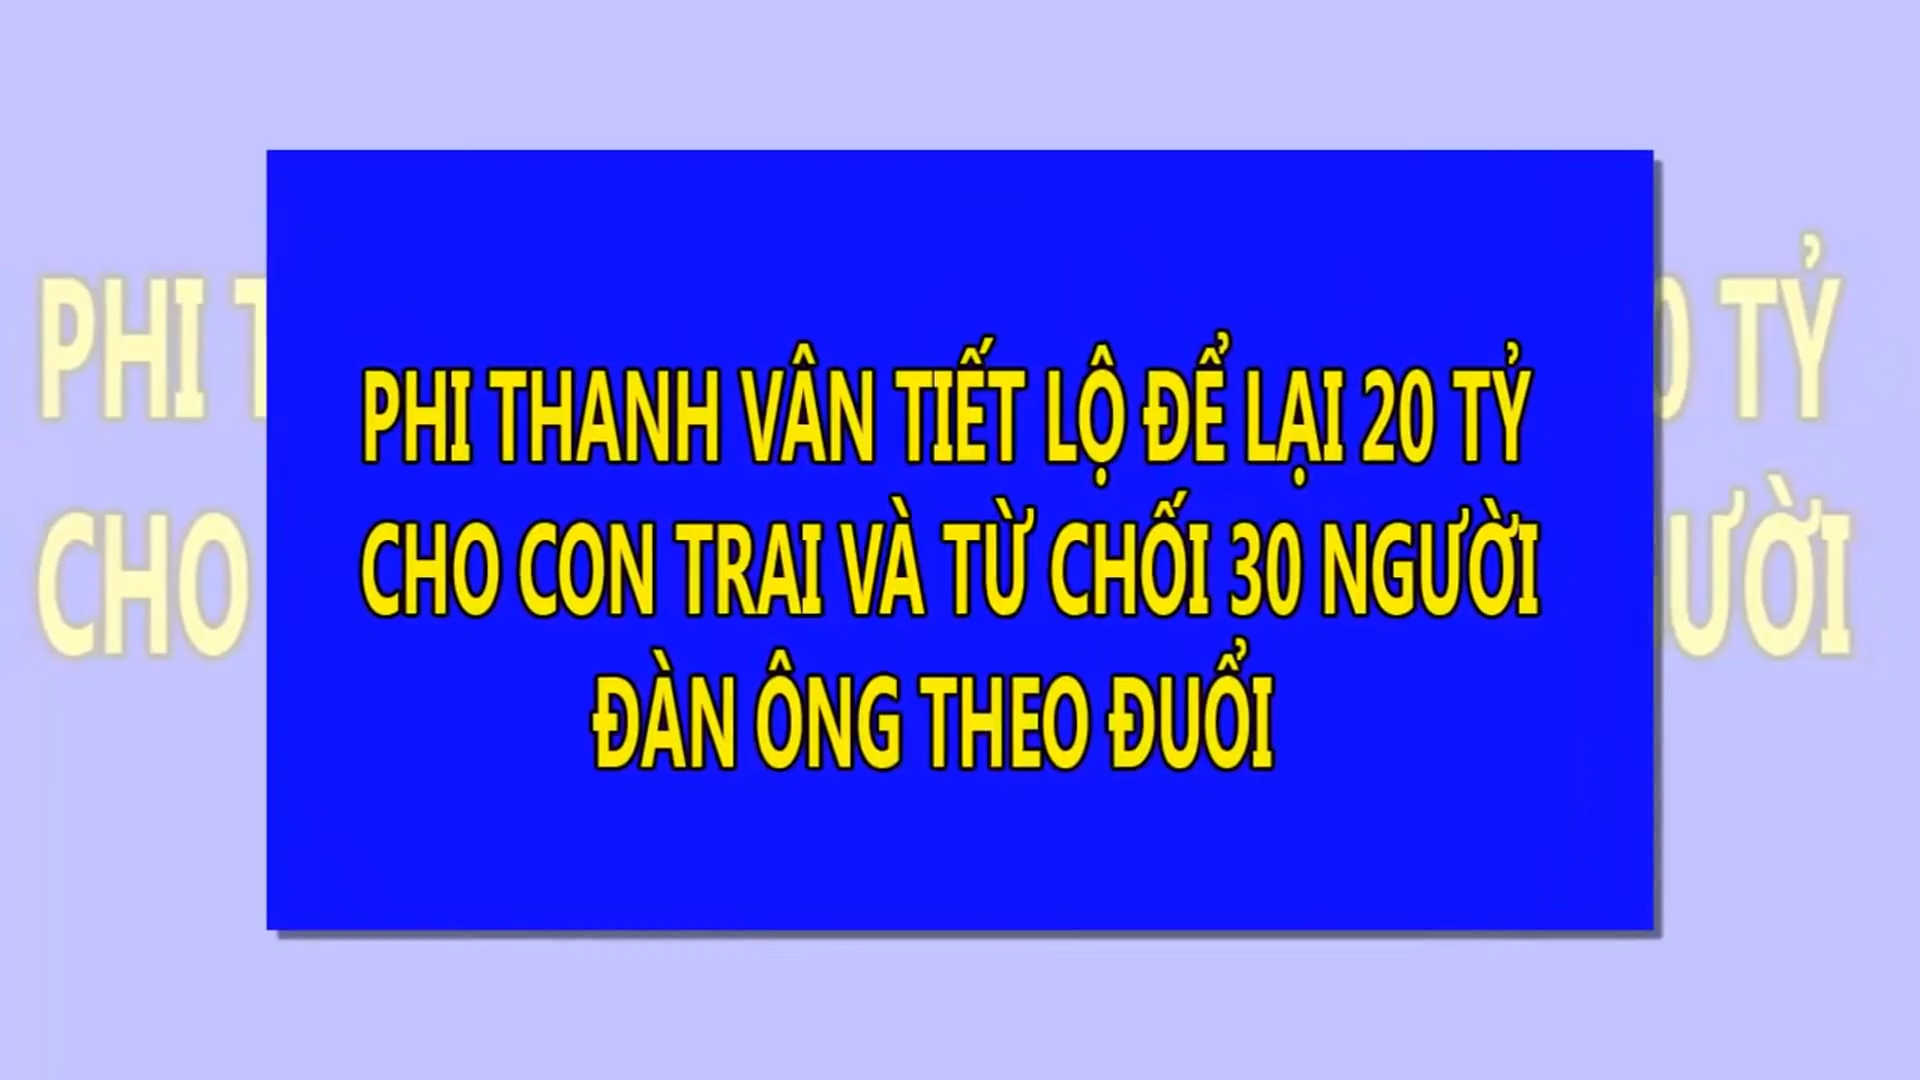 PHI THANH VÂN TIẾT LỘ ĐỂ LẠI 20 TỶ
CHO CON TRAI VÀ TỪ CHỐI 30 NGƯỜI
ĐÀN ÔNG THEO ĐUỔI